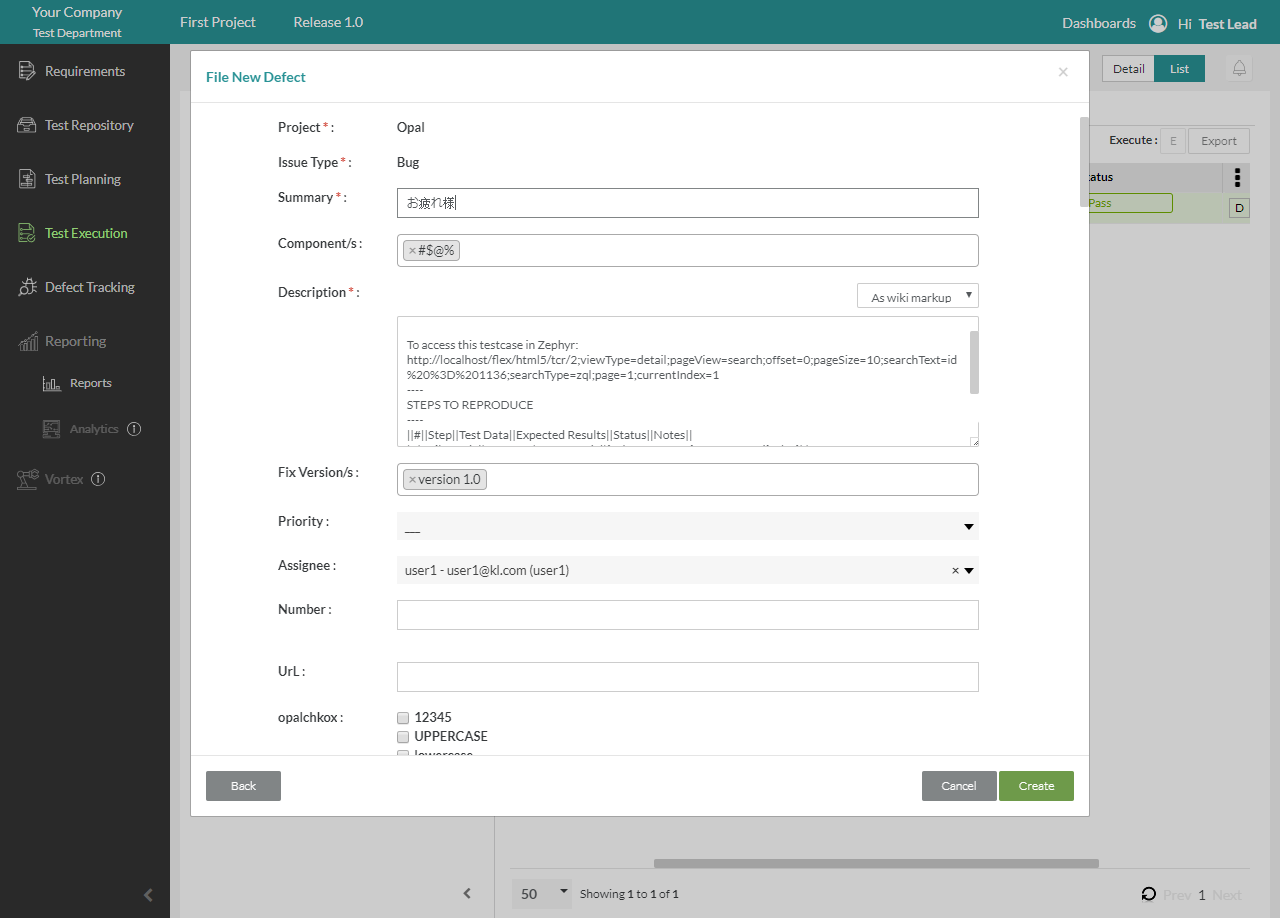 Your Company
Test Department
First Project
Release 1.0
Dashboards
Hi Test Lead
Requirements
Test Repository
Test Planning
Test Execution
Defect Tracking
Reporting
Reports
Analytics
Vortex
File New Defect
×
Detail
List
Execute :
E
Export
atus
Pass
D
Project * :
Opal
Issue Type * :
Bug
Summary * :
お疲れ様
Component/s :
× #$@%
Description * :
As wiki markup
To access this testcase in Zephyr:
http://localhost/flex/html5/tcr/2;viewType=detail;pageView=search;offset=0;pageSize=10;searchText=id
%20%3D%201136;searchType=zql;page=1;currentIndex=1
----
STEPS TO REPRODUCE
----
||#||Step||Test Data||Expected Results||Status||Notes||
Fix Version/s :
× version 1.0
Priority :
___
Assignee :
user1 - user1@kl.com (user1)
×
Number :
UrL :
opalchkox :
12345
UPPERCASE
lowercase
Back
Cancel
Create
50
Showing 1 to 1 of 1
Prev 1 Next